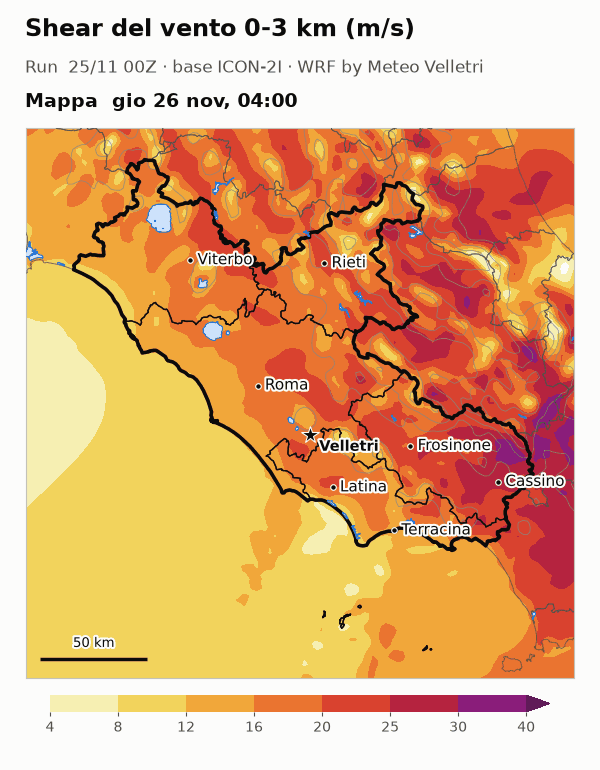 Shear del vento 0-3 km (m/s)
Run  25/11 00Z · base ICON-2I · WRF by Meteo Velletri
Mappa  gio 26 nov, 04:00
Viterbo
Rieti
Roma
Velletri
Frosinone
Latina
Cassino
Terracina
50 km
4 8 12 16 20 25 30 40